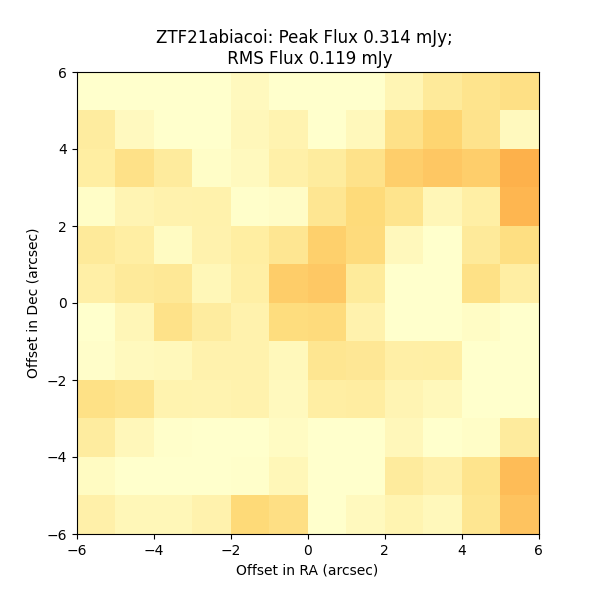 ZTF21abiacoi: Peak Flux 0.314 mJy;
RMS Flux 0.119 mJy
6
4
2
0
−2
−4
−6
Offset in Dec (arcsec)
−6 −4 −2 0 2 4 6
Offset in RA (arcsec)